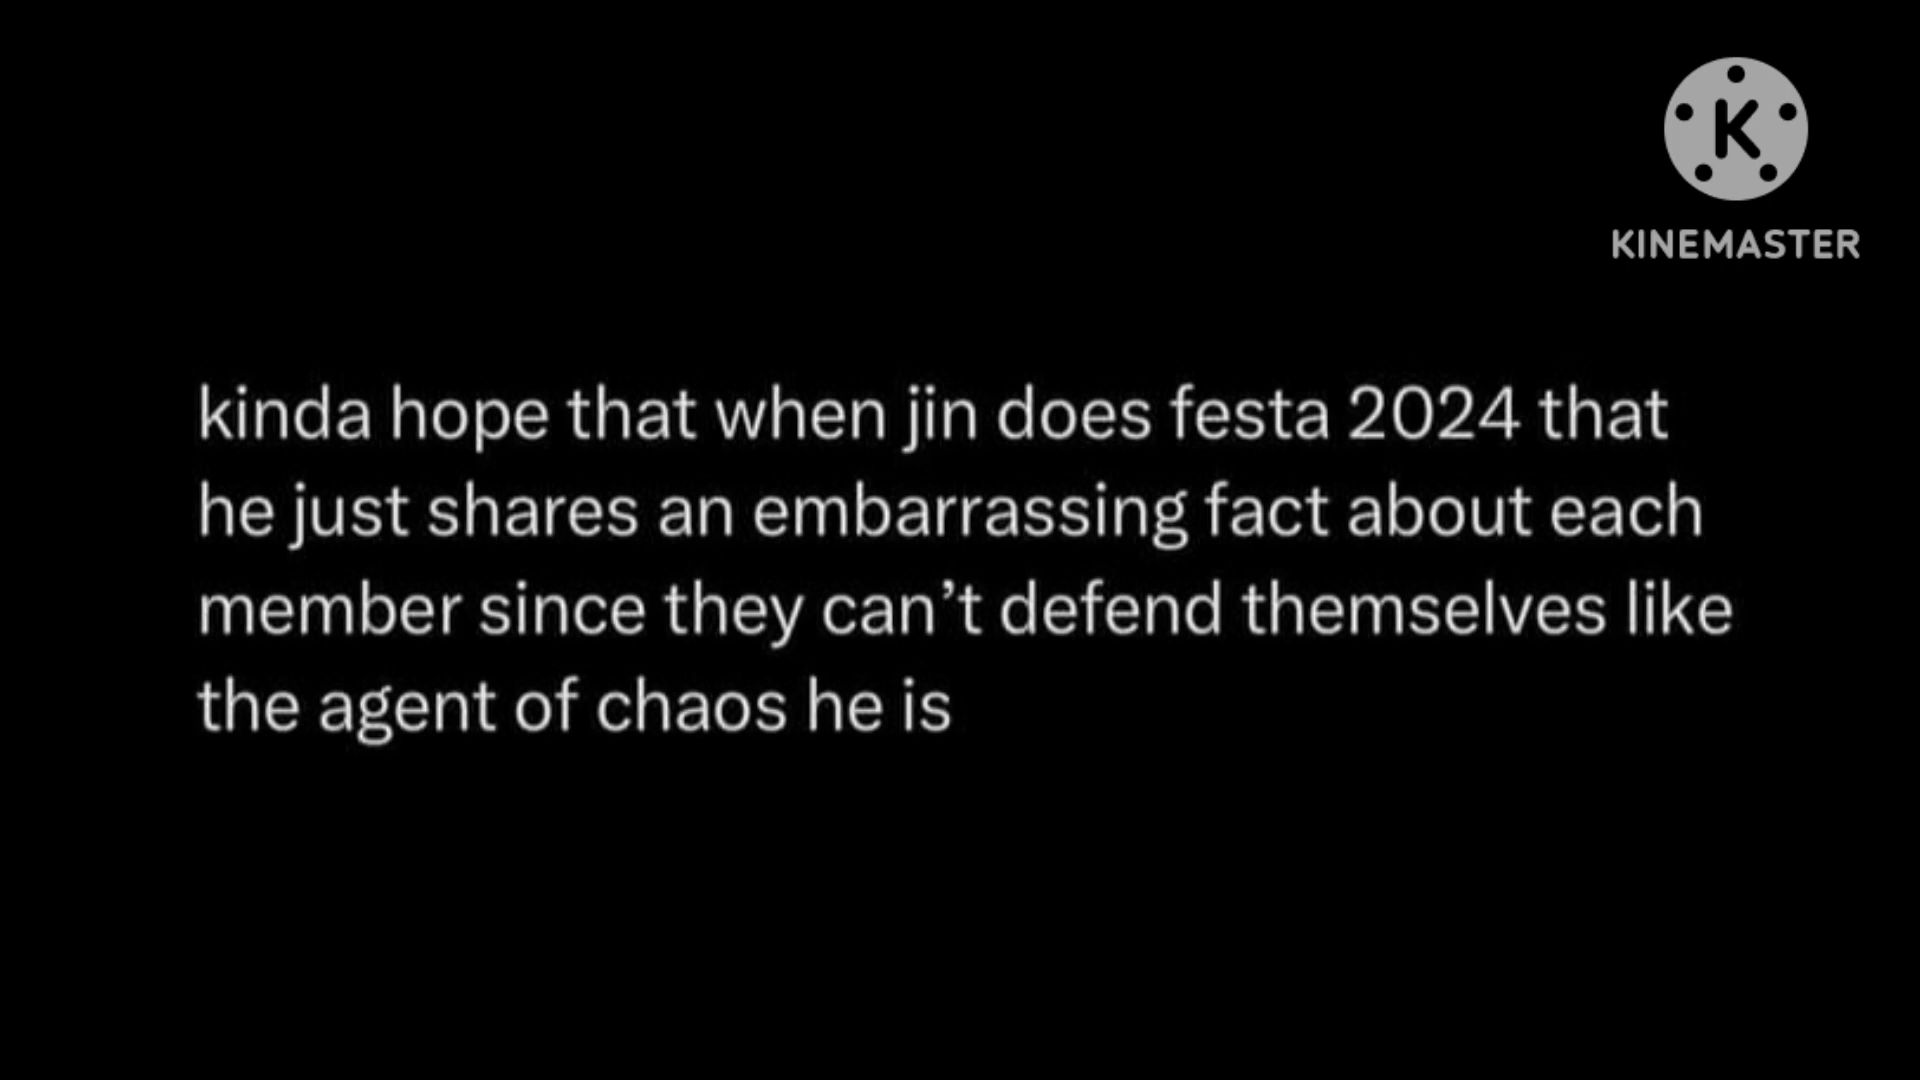 K
KINEMASTER
kinda hope that when jin does festa 2024 that
he just shares an embarrassing fact about each
member since they can’t defend themselves like
the agent of chaos he is